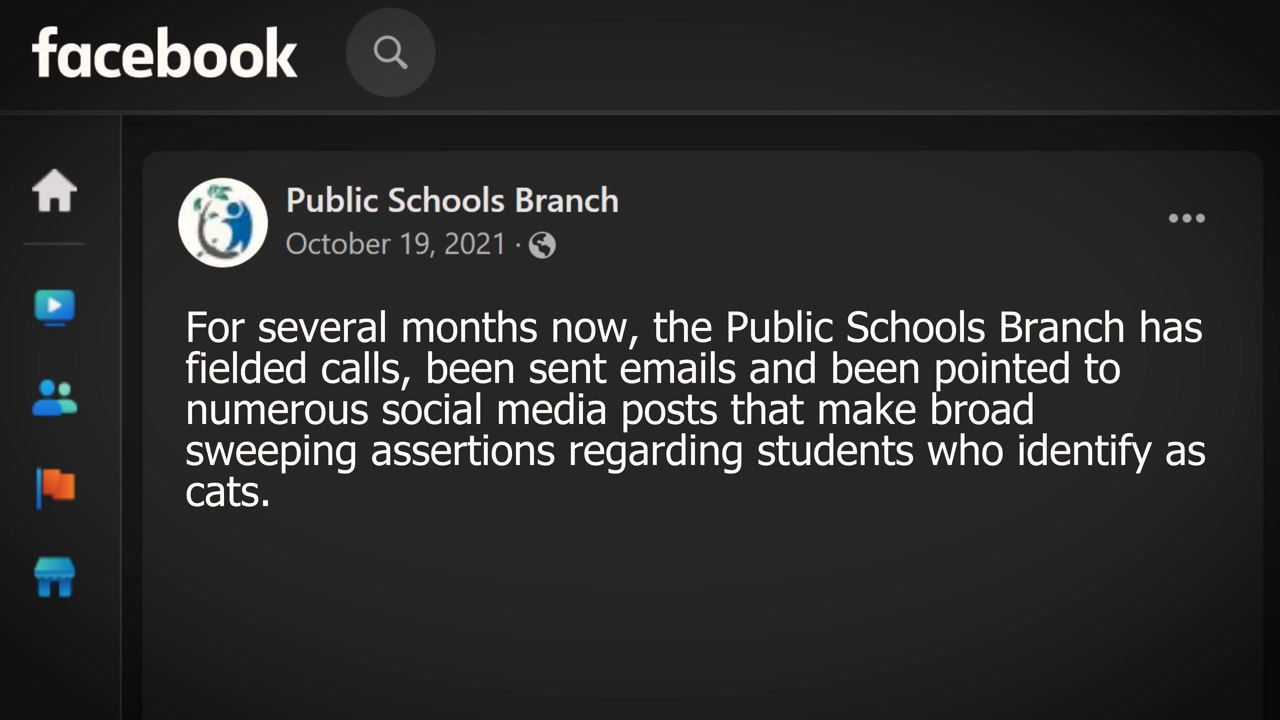 facebook
Public Schools Branch
October 19, 2021 ·
For several months now, the Public Schools Branch has
fielded calls, been sent emails and been pointed to
numerous social media posts that make broad
sweeping assertions regarding students who identify as
cats.